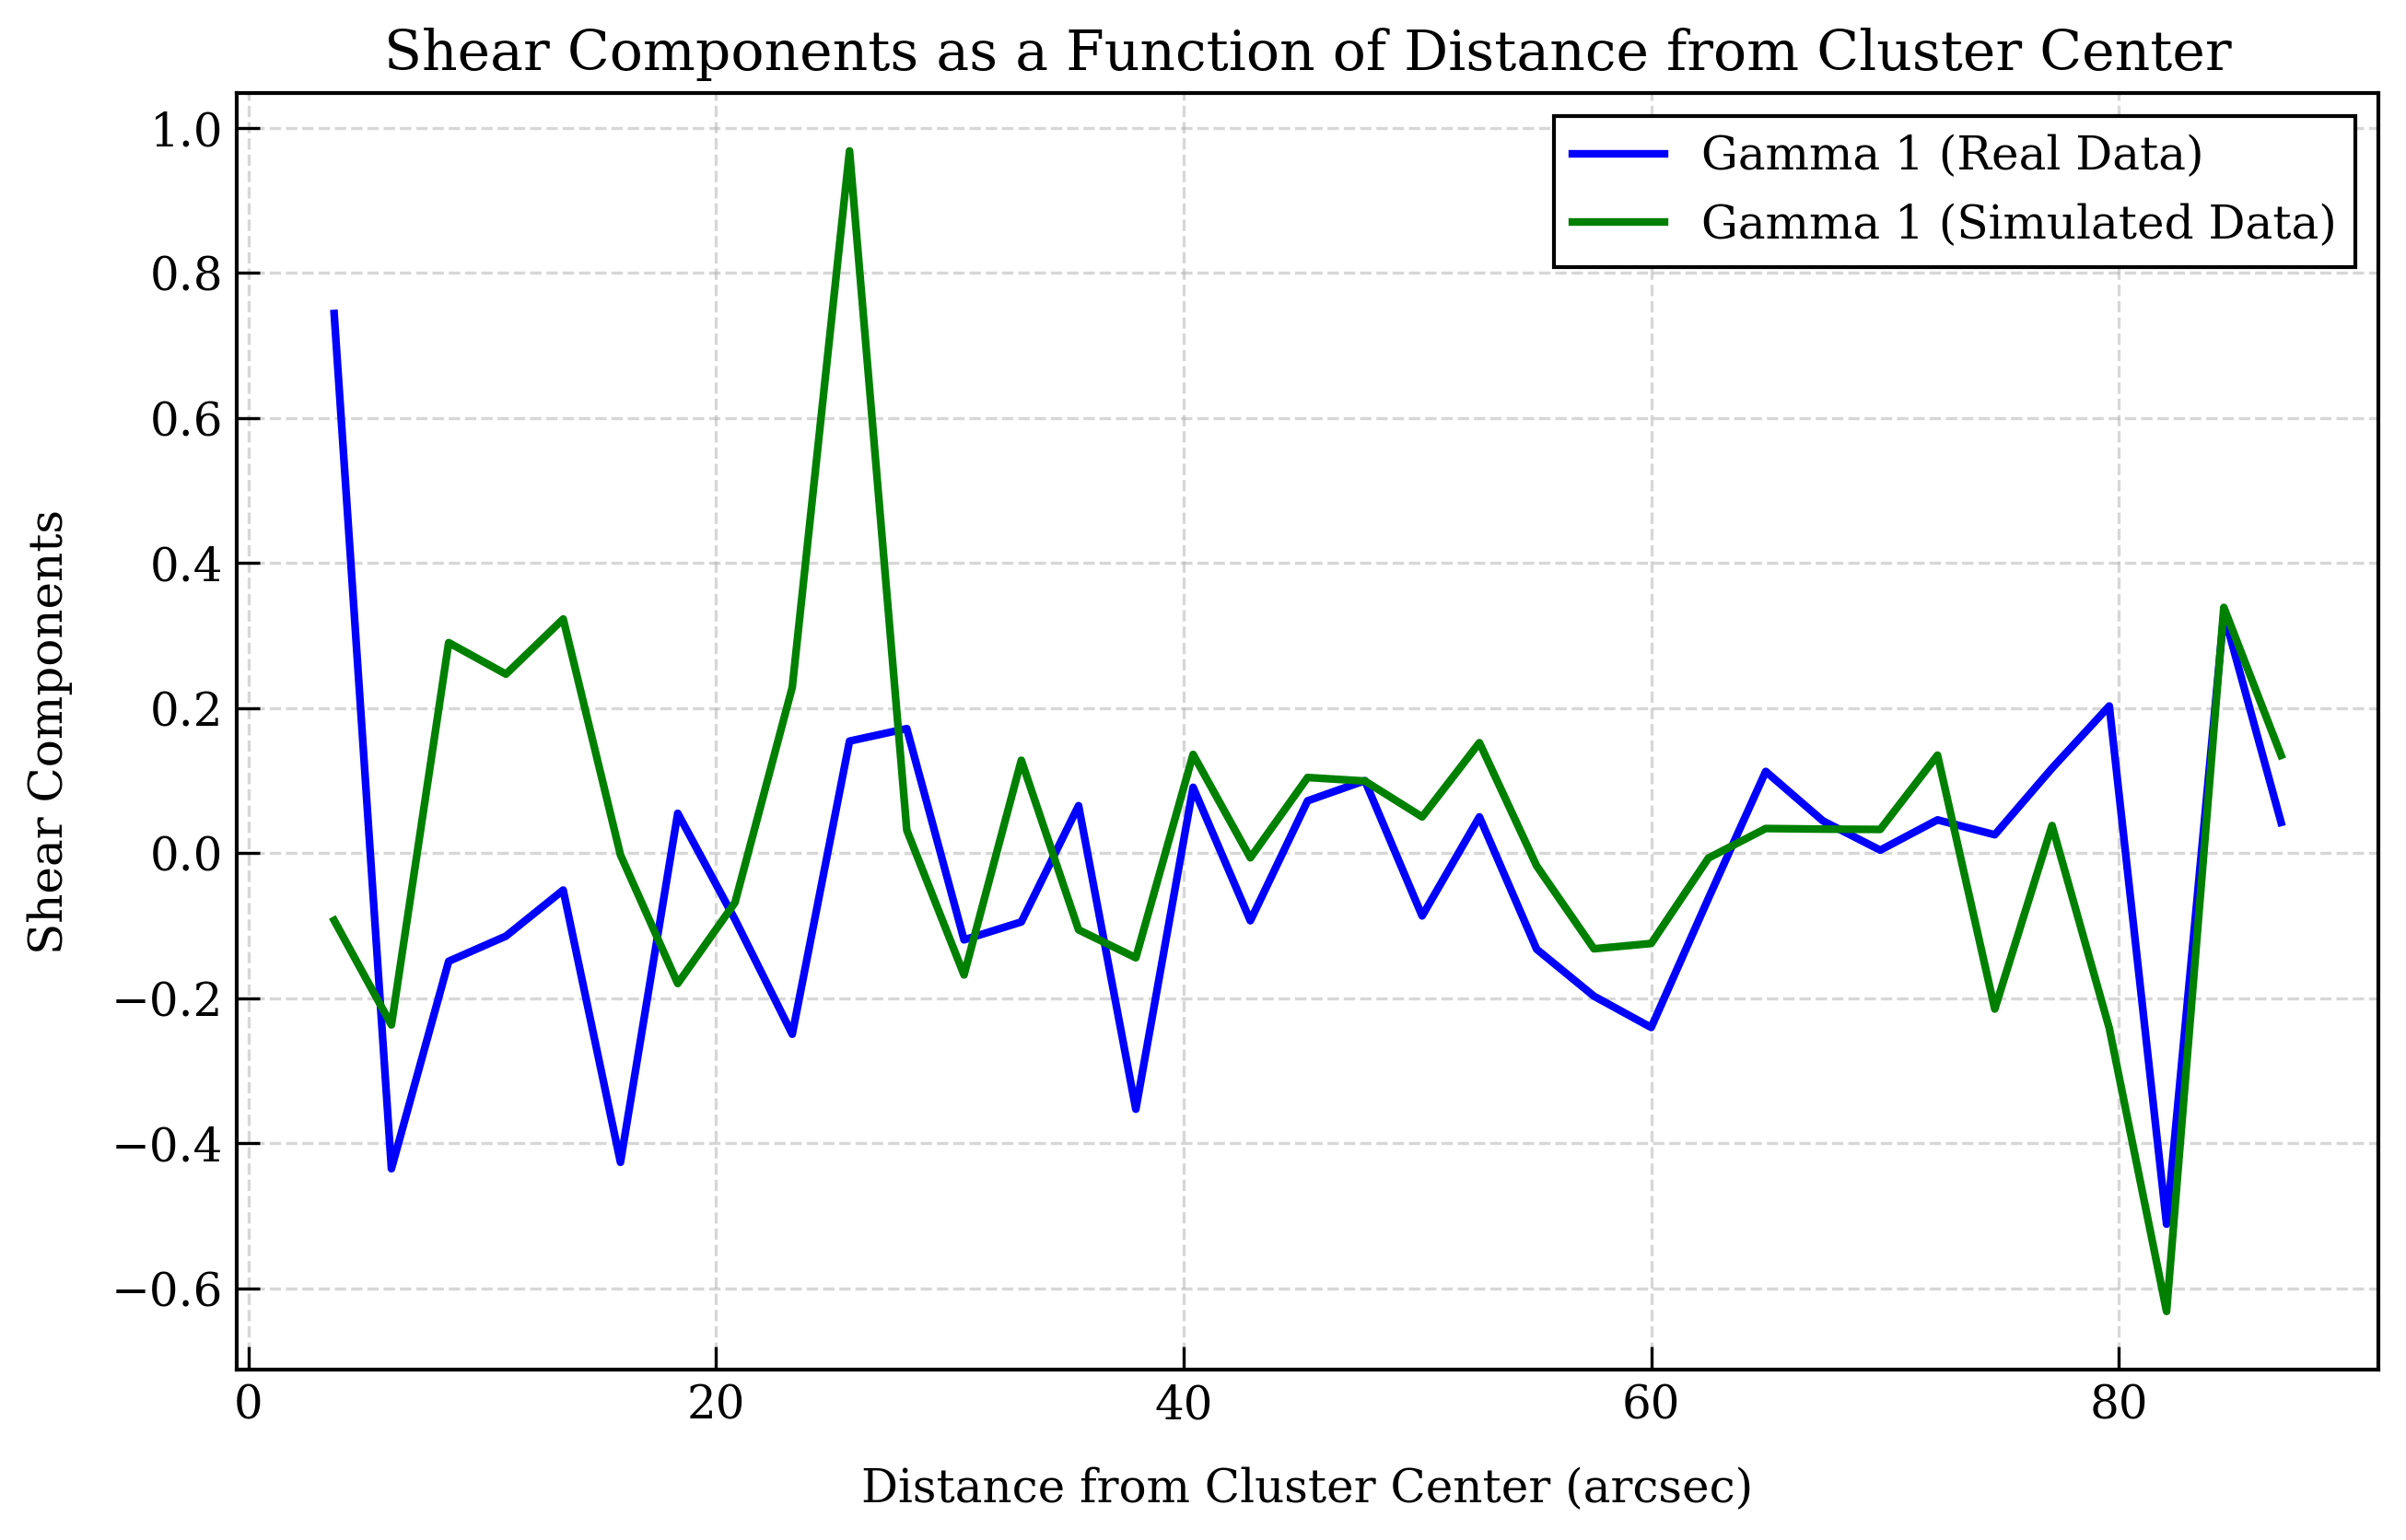 Shear Components as a Function of Distance from Cluster Center
Gamma 1 (Real Data)
Gamma 1 (Simulated Data)
Shear Components
1.0
0.8
0.6
0.4
0.2
0.0
−0.2
−0.4
−0.6
0 20 40 60 80
Distance from Cluster Center (arcsec)